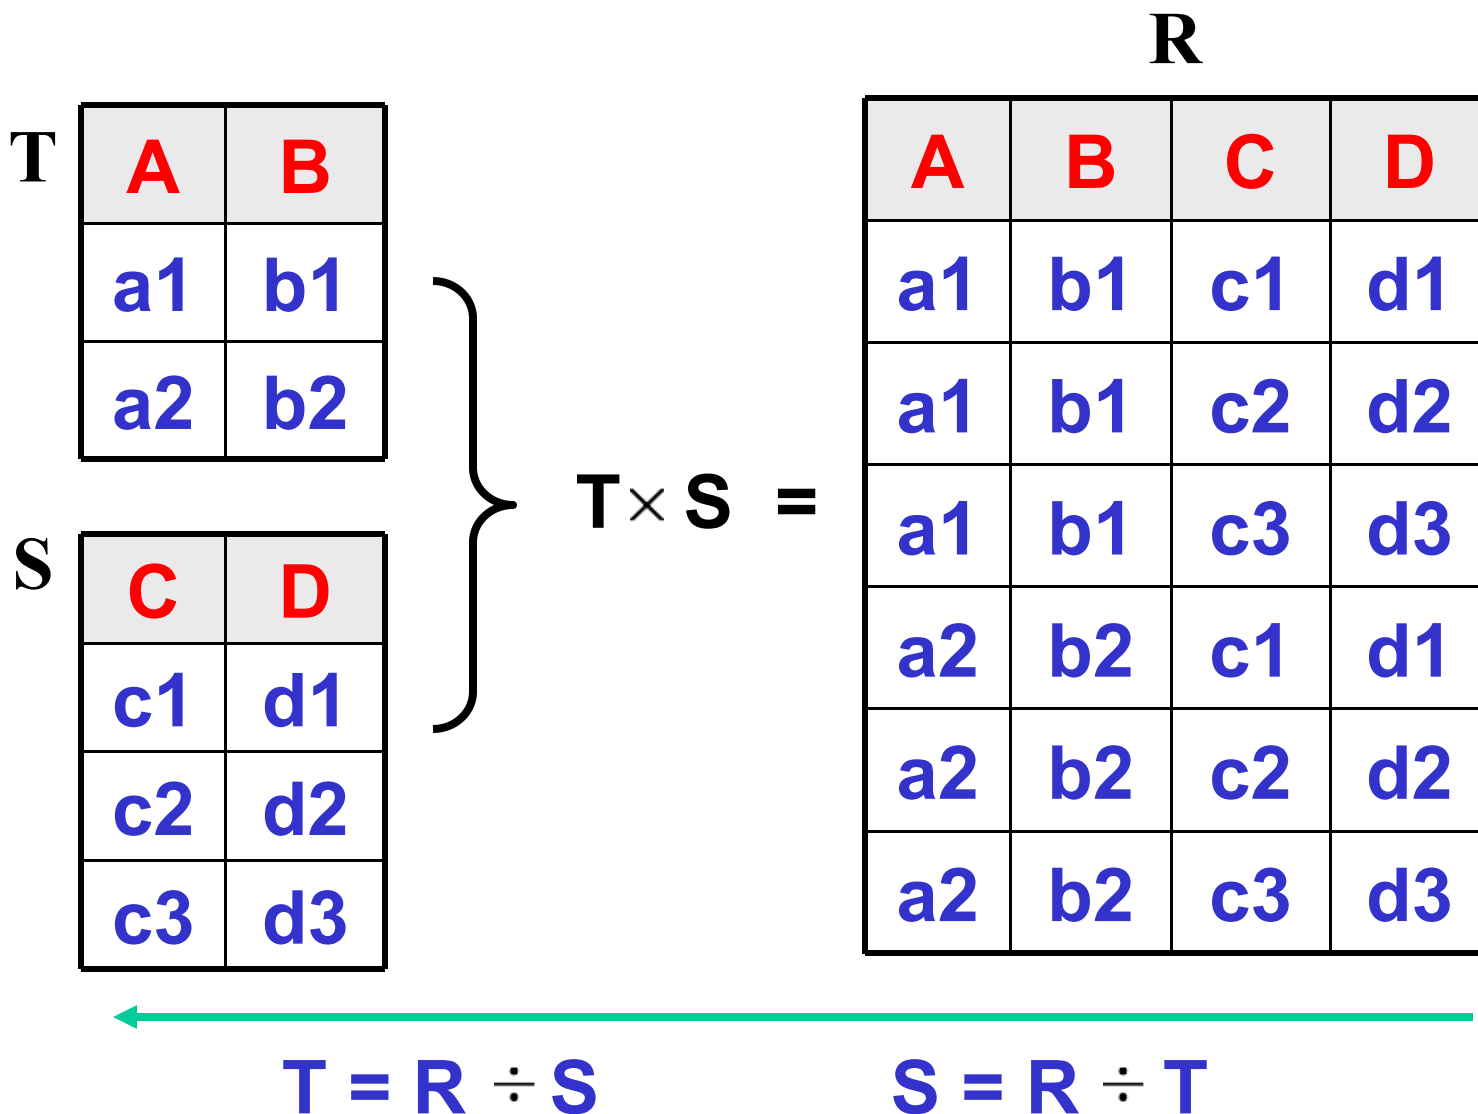 R
T
A B
a1 b1
a2 b2
S
C D
c1 d1
c2 d2
c3 d3
T × S =
A B C D
a1 b1 c1 d1
a1 b1 c2 d2
a1 b1 c3 d3
a2 b2 c1 d1
a2 b2 c2 d2
a2 b2 c3 d3
T = R ÷ S
S = R ÷ T